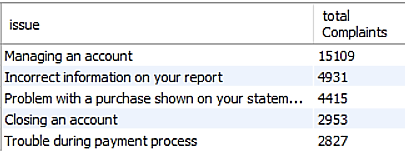 issue total Complaints
Managing an account 15109
Incorrect information on your report 4931
Problem with a purchase shown on your statem... 4415
Closing an account 2953
Trouble during payment process 2827